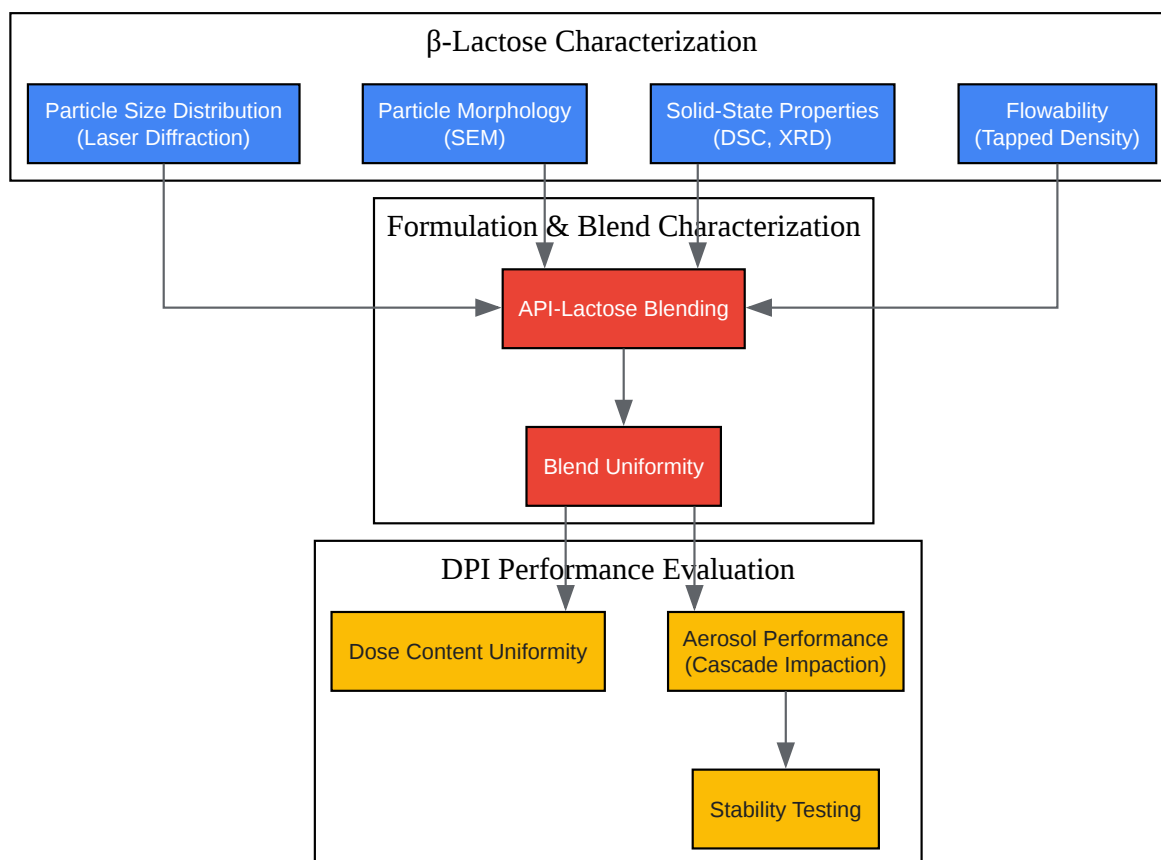 β-Lactose Characterization
Particle Size Distribution
(Laser Diffraction)
Particle Morphology
(SEM)
Solid-State Properties
(DSC, XRD)
Flowability
(Tapped Density)
Formulation & Blend Characterization
API-Lactose Blending
Blend Uniformity
DPI Performance Evaluation
Dose Content Uniformity
Aerosol Performance
(Cascade Impaction)
Stability Testing